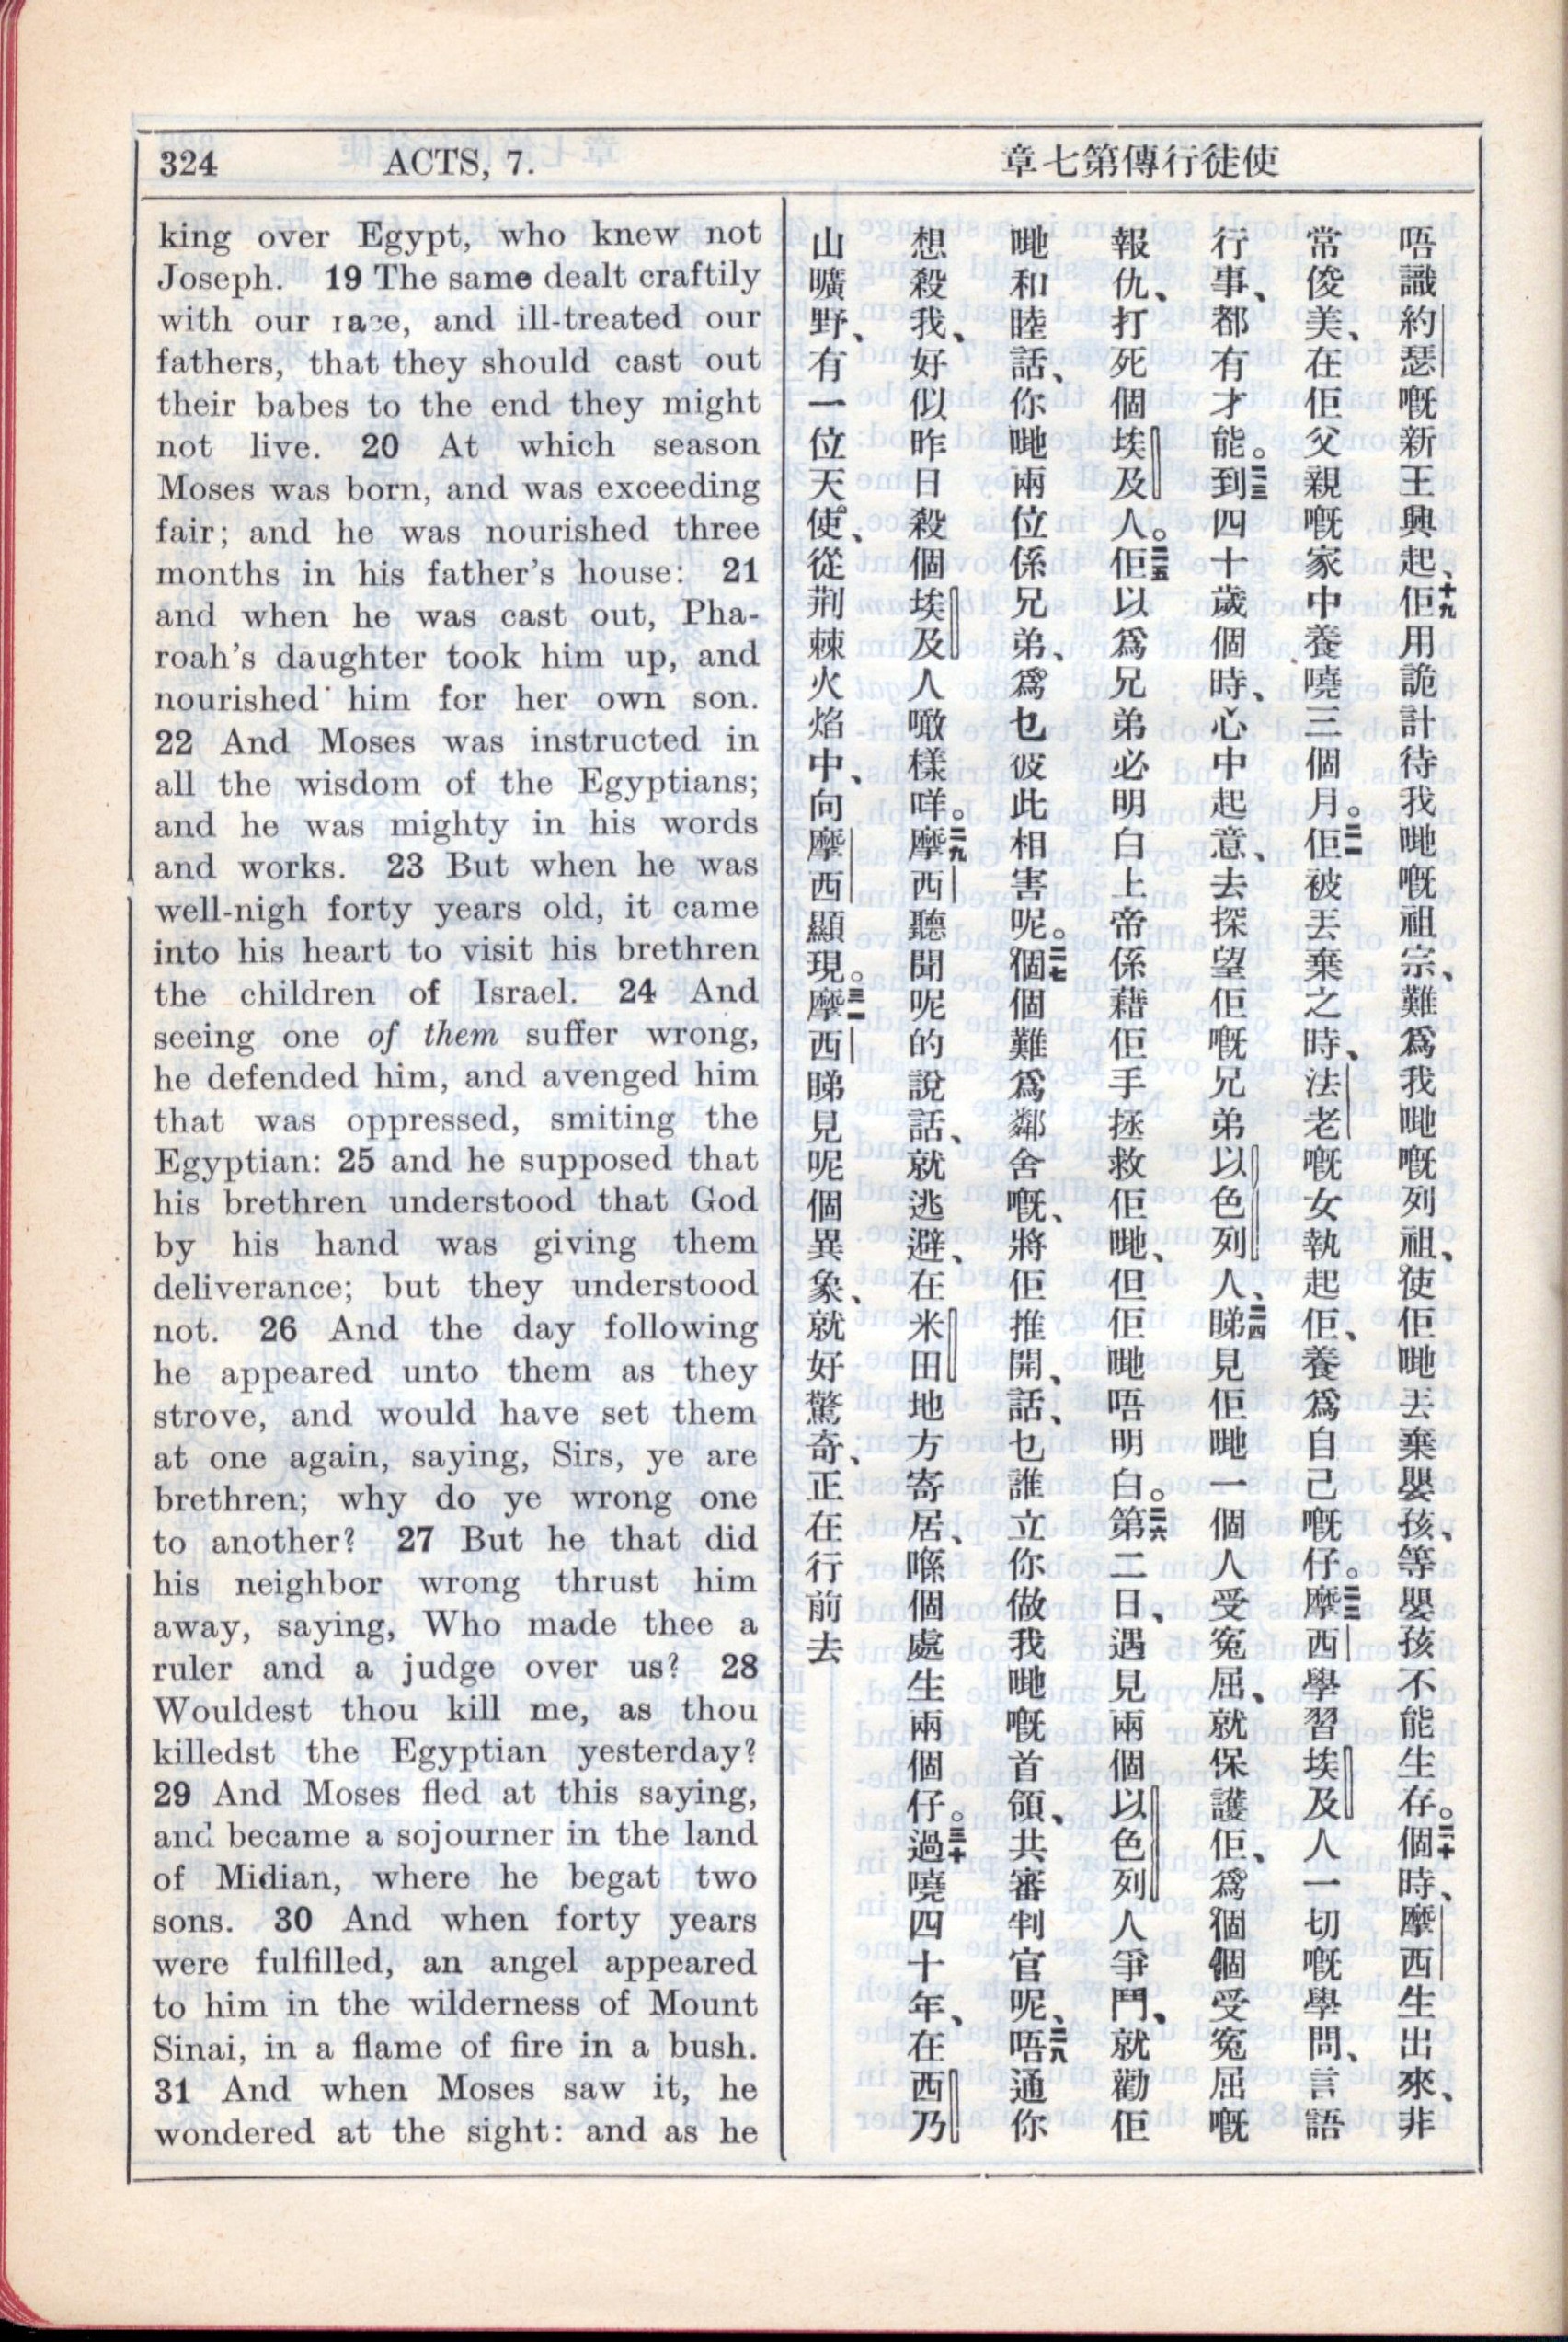 324 ACTS, 7. 章七第傳行徒使
king over Egypt, who knew not
Joseph. 19 The same dealt craftily
with our race, and ill-treated our
fathers, that they should cast out
their babes to the end they might
not live. 20 At which season
Moses was born, and was exceeding
fair; and he was nourished three
months in his father's house: 21
and when he was cast out, Pha-
roah's daughter took him up, and
nourished him for her own son.
22 And Moses was instructed in
all the wisdom of the Egyptians;
and he was mighty in his words
and works. 23 But when he was
well-nigh forty years old, it came
into his heart to visit his brethren
the children of Israel. 24 And
seeing one of them suffer wrong,
he defended him, and avenged him
that was oppressed, smiting the
Egyptian: 25 and he supposed that
his brethren understood that God
by his hand was giving them
deliverance; but they understood
not. 26 And the day following
he appeared unto them as they
strove, and would have set them
at one again, saying, Sirs, ye are
brethren; why do ye wrong one
to another? 27 But he that did
his neighbor wrong thrust him
away, saying, Who made thee a
ruler and a judge over us? 28
Wouldest thou kill me, as thou
killedst the Egyptian yesterday?
29 And Moses fled at this saying,
and became a sojourner in the land
of Midian, where he begat two
sons. 30 And when forty years
were fulfilled, an angel appeared
to him in the wilderness of Mount
Sinai, in a flame of fire in a bush.
31 And when Moses saw it, he
wondered at the sight: and as he
唔識約瑟嘅新王興起、十九佢用詭計待我哋嘅祖宗、難爲我哋嘅列祖、使佢哋丟棄嬰孩、等嬰孩不能生存。二十個時、摩西生出來、非
常俊美、在佢父親嘅家中養嘵三個月。二一佢被丟棄之時、法老嘅女執起佢、養爲自己嘅仔。二二摩西學習埃及人一切嘅學問、言語
行事、都有才能。二三到四十歲個時、心中起意、去探望佢嘅兄弟以色列人、二四睇見佢哋一個人受冤屈、就保護佢、爲個個受冤屈嘅
報仇、打死個埃及人。二五佢以爲兄弟必明白上帝係藉佢手拯救佢哋、但佢哋唔明白。二六第二日、遇見兩個以色列人爭鬥、就勸佢
哋和睦話、你哋兩位係兄弟、爲乜彼此相害呢。二七個個難爲鄰舍嘅、將佢推開、話、乜誰立你做我哋嘅首領、共審判官呢、二八唔通你
想殺我、好似昨日殺個埃及人噉樣咩。二九摩西聽聞呢的說話、就逃避、在米田地方寄居、喺個處生兩個仔。三十過嘵四十年、在西乃
山曠野、有一位天使、從荆棘火焰中、向摩西顯現。三一摩西睇見呢個異象、就好驚奇、正在行前去